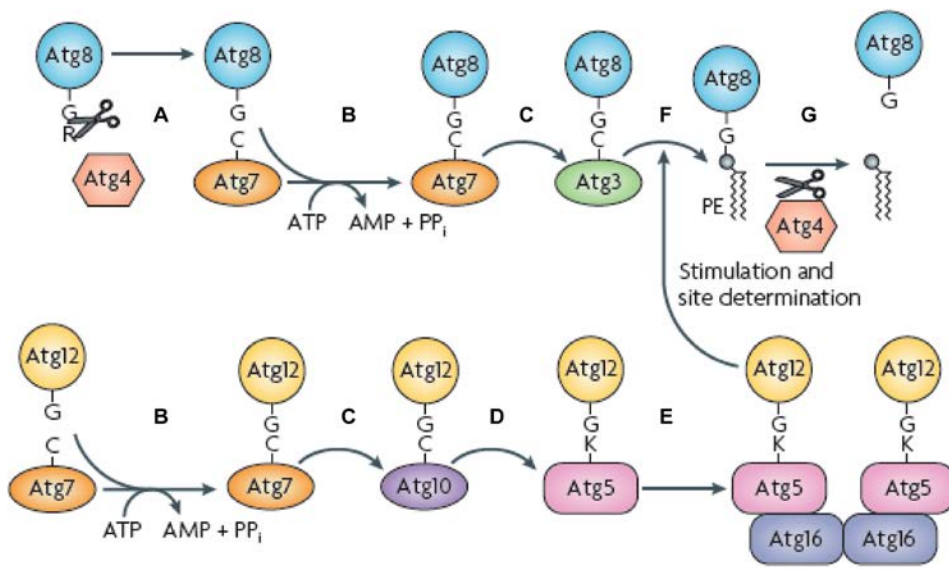 Atg8 Atg8 Atg8 Atg8 Atg8 Atg8
G A G B G C G F G G G
R C C C
Atg4 Atg7 Atg7 Atg3 PE Atg4
ATP AMP + PPi
Stimulation and
site determination
Atg12 Atg12 Atg12 Atg12 Atg12 Atg12
G B G C G D G E G G
C C C K K K
Atg7 Atg7 Atg10 Atg5 Atg5 Atg5
ATP AMP + PPi Atg16 Atg16